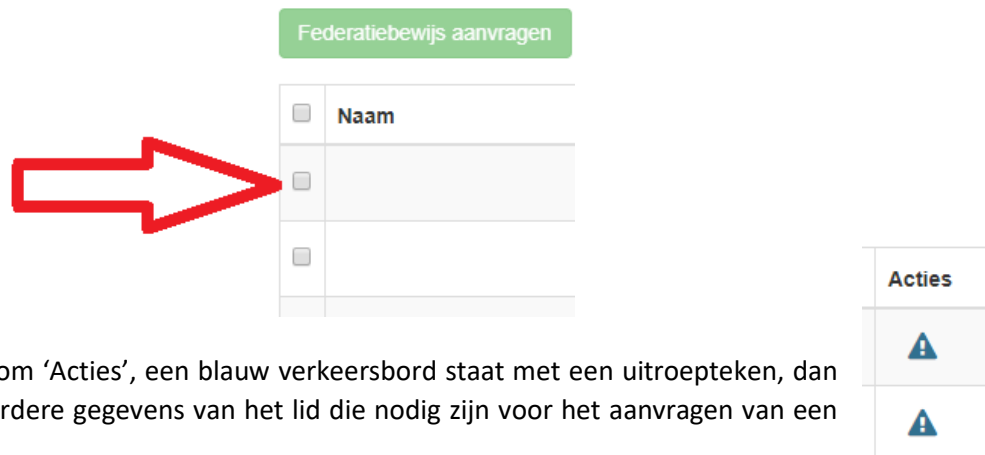 Federatiebewijs aanvragen
Naam
Acties
om ‘Acties’, een blauw verkeersbord staat met een uitroepteken, dan
rdere gegevens van het lid die nodig zijn voor het aanvragen van een